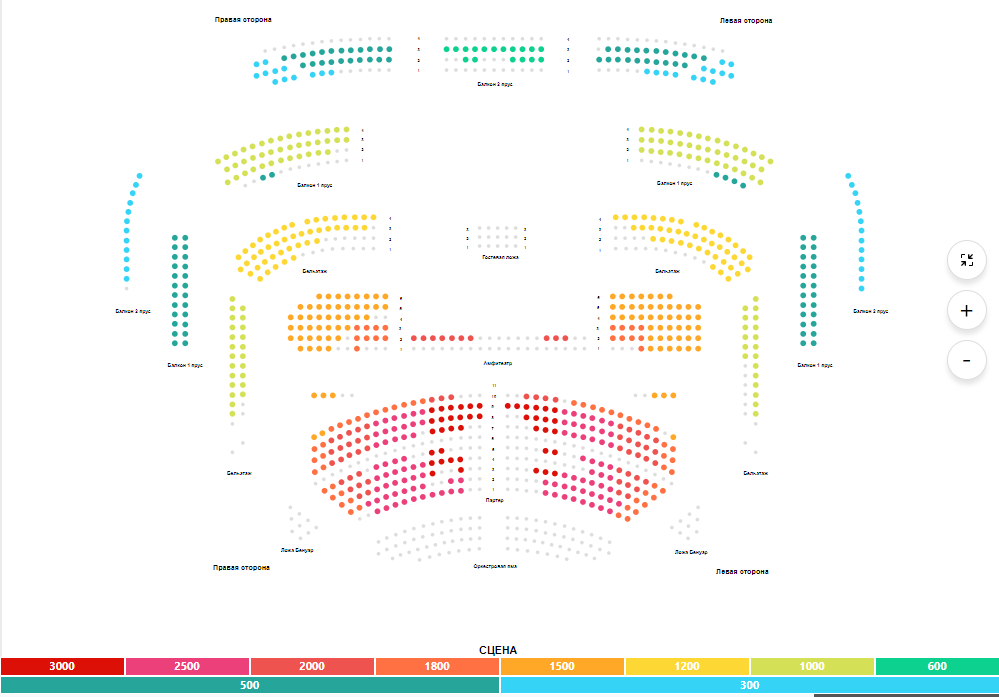 Правая сторона
Левая сторона
Балкон 2 ярус
Балкон 1 ярус
Балкон 1 ярус
Гостевая ложа
Бельэтаж
Бельэтаж
Балкон 2 ярус
Балкон 2 ярус
Балкон 1 ярус
Амфитеатр
Балкон 1 ярус
+
-
Бельэтаж
Бельэтаж
Партер
Ложа Бенуар
Ложа Бенуар
Оркестровая яма
Правая сторона
Левая сторона
СЦЕНА
3000 2500 2000 1800 1500 1200 1000 600
500 300